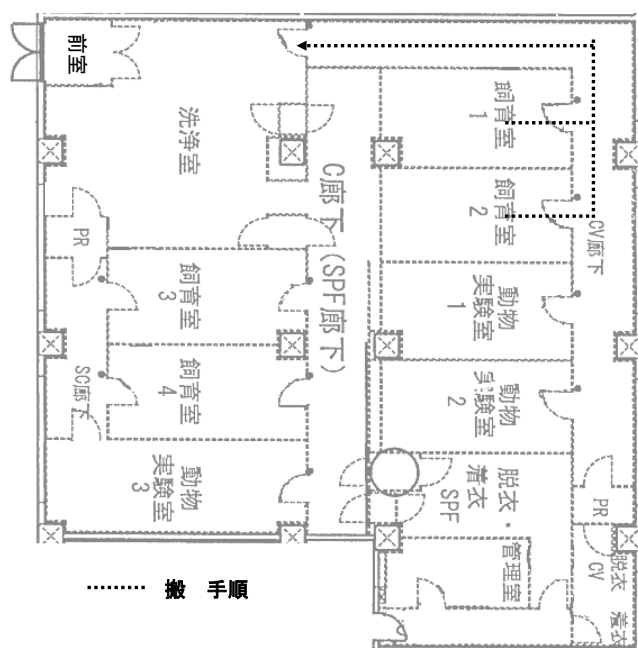 前室
洗浄室
飼育室
1
飼育室
2
C廊下(SPF廊下)
CV廊下
PR
飼育室
3
動物
実験室
1
SC廊下
飼育室
4
動物
実験室
2
動物
実験室
3
脱衣・
着衣
SPF
PR
管理室
脱衣
CV
着衣
搬 手順